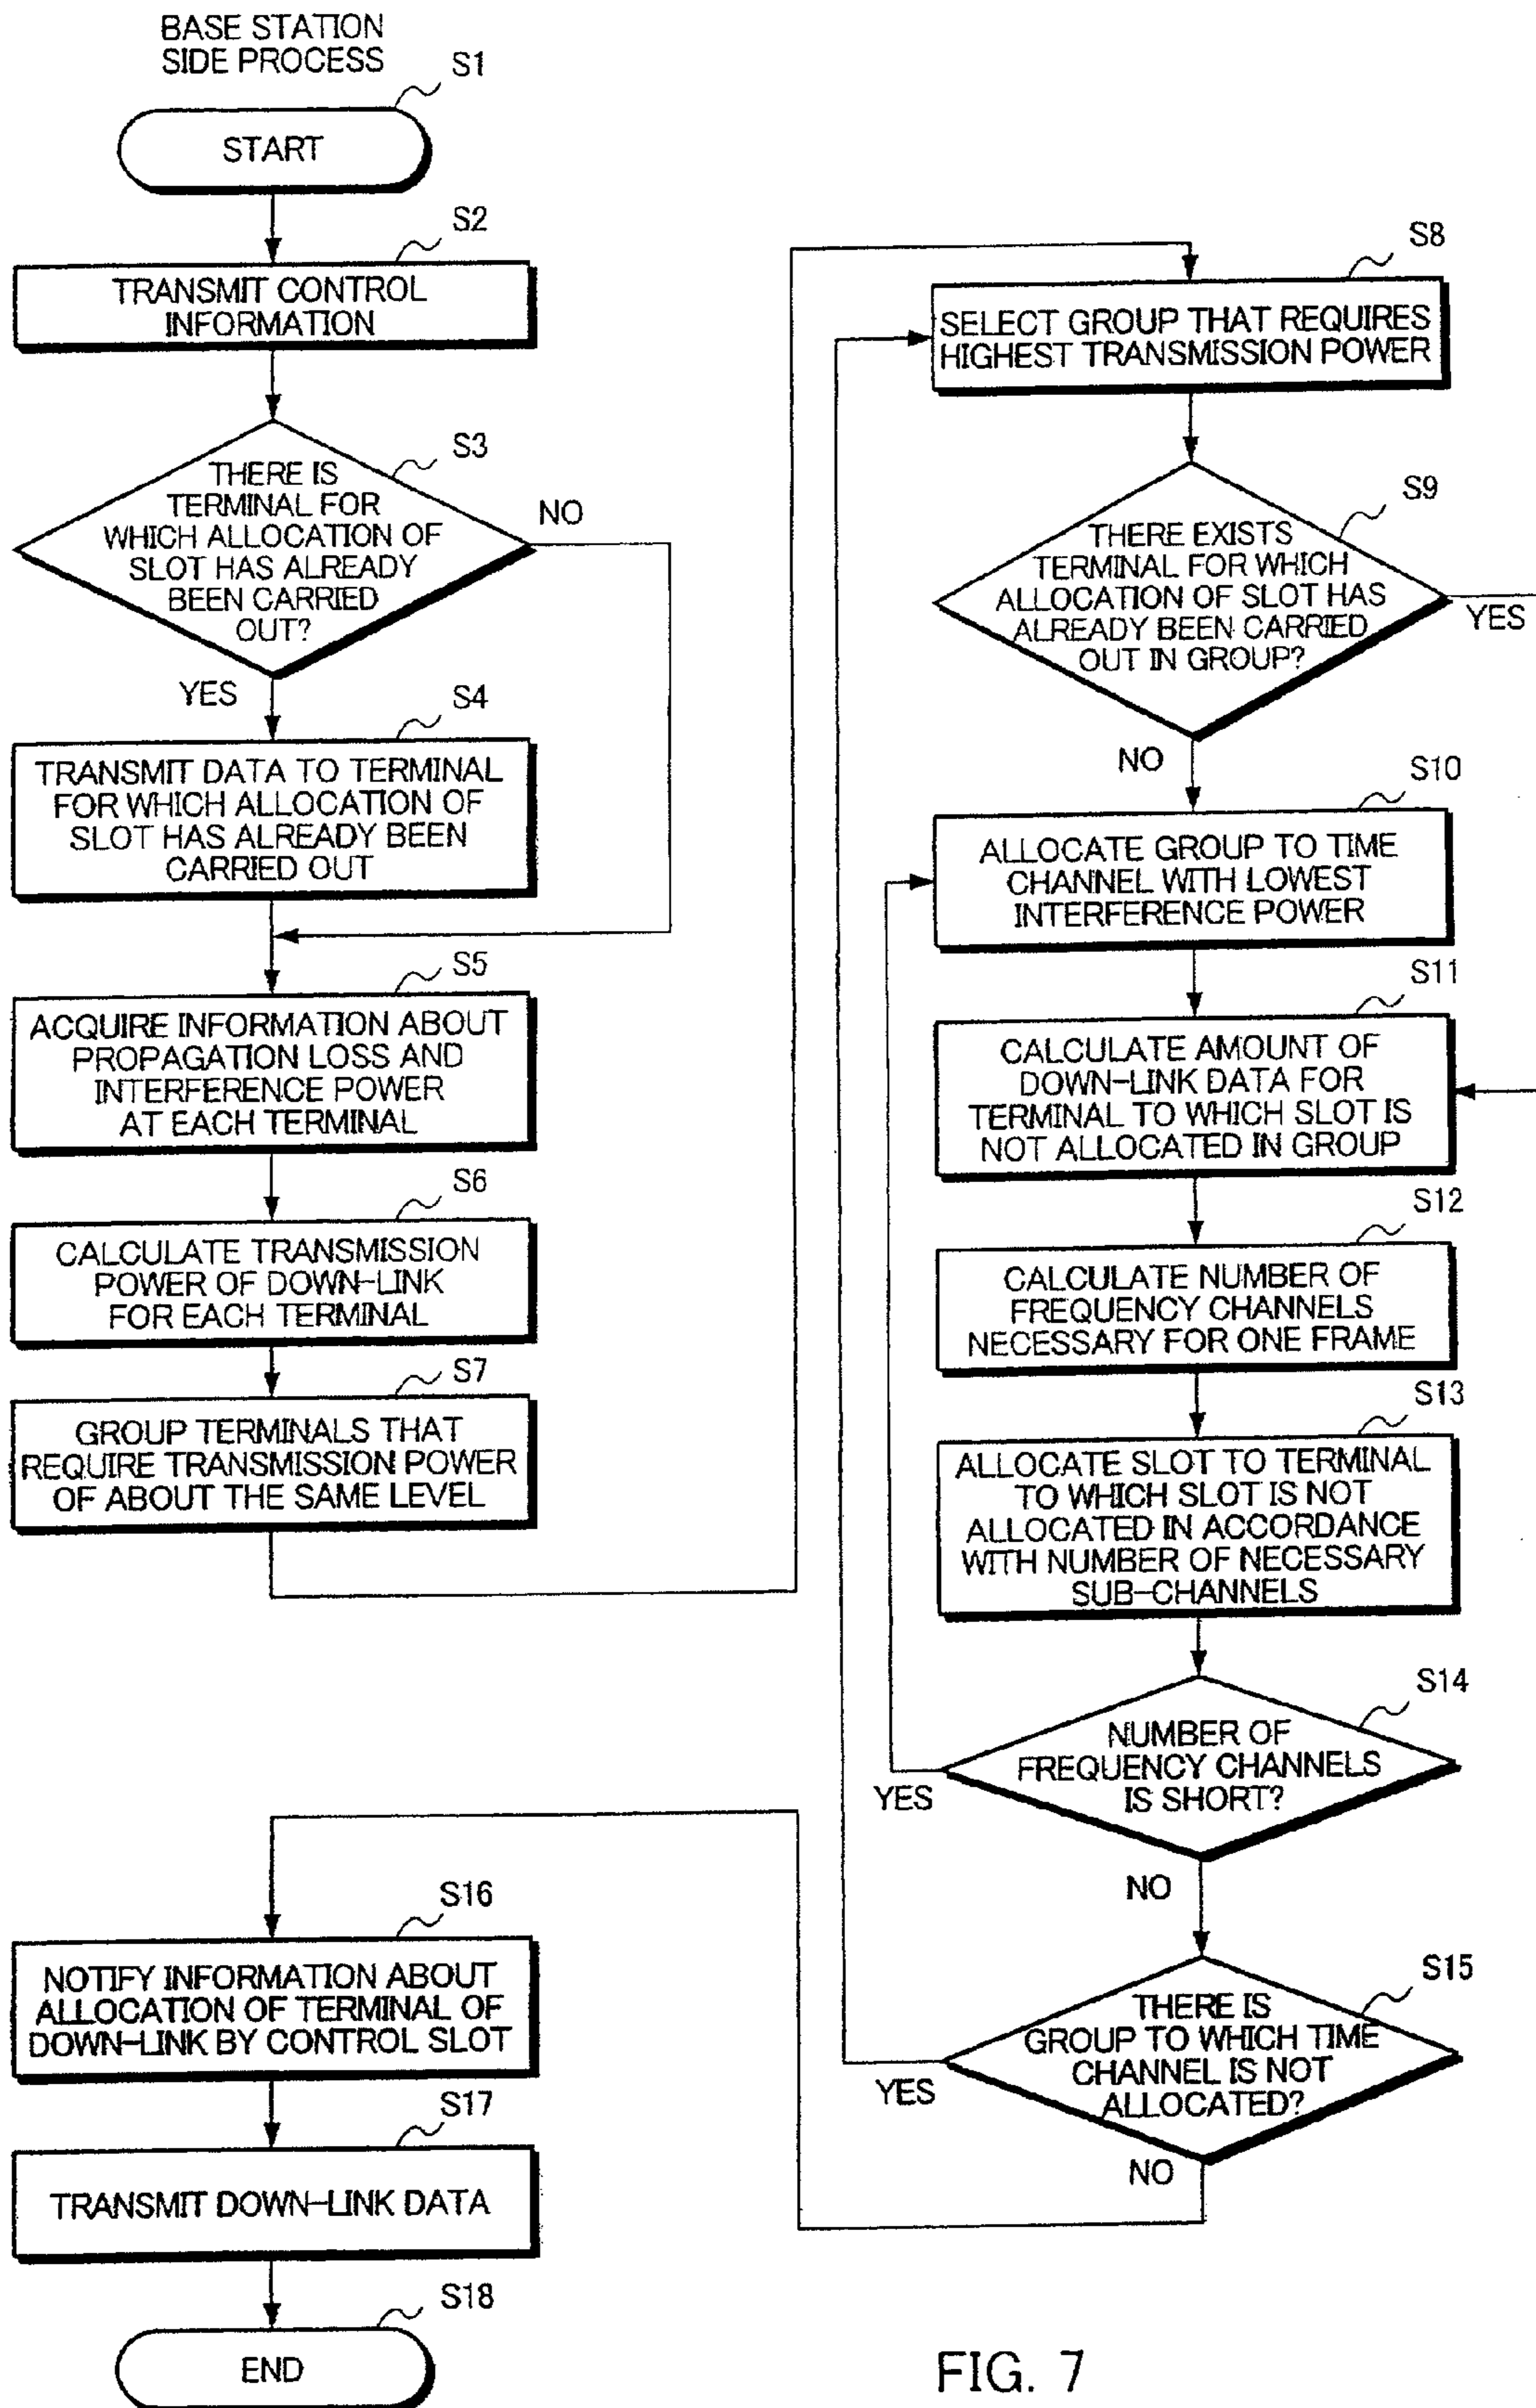 BASE STATION
SIDE PROCESS
S1
START
S2
TRANSMIT CONTROL
INFORMATION
S3
THERE IS
TERMINAL FOR
WHICH ALLOCATION OF
SLOT HAS ALREADY
BEEN CARRIED
OUT?
NO
YES
S4
TRANSMIT DATA TO TERMINAL
FOR WHICH ALLOCATION OF
SLOT HAS ALREADY BEEN
CARRIED OUT
S5
ACQUIRE INFORMATION ABOUT
PROPAGATION LOSS AND
INTERFERENCE POWER
AT EACH TERMINAL
S6
CALCULATE TRANSMISSION
POWER OF DOWN-LINK
FOR EACH TERMINAL
S7
GROUP TERMINALS THAT
REQUIRE TRANSMISSION POWER
OF ABOUT THE SAME LEVEL
S8
SELECT GROUP THAT REQUIRES
HIGHEST TRANSMISSION POWER
S9
THERE EXISTS
TERMINAL FOR WHICH
ALLOCATION OF SLOT HAS
ALREADY BEEN CARRIED
OUT IN GROUP?
YES
NO
S10
ALLOCATE GROUP TO TIME
CHANNEL WITH LOWEST
INTERFERENCE POWER
S11
CALCULATE AMOUNT OF
DOWN-LINK DATA FOR
TERMINAL TO WHICH SLOT IS
NOT ALLOCATED IN GROUP
S12
CALCULATE NUMBER OF
FREQUENCY CHANNELS
NECESSARY FOR ONE FRAME
S13
ALLOCATE SLOT TO TERMINAL
TO WHICH SLOT IS NOT
ALLOCATED IN ACCORDANCE
WITH NUMBER OF NECESSARY
SUB-CHANNELS
S14
NUMBER OF
FREQUENCY CHANNELS
IS SHORT?
YES
NO
S15
THERE IS
GROUP TO WHICH TIME
CHANNEL IS NOT
ALLOCATED?
YES
NO
S16
NOTIFY INFORMATION ABOUT
ALLOCATION OF TERMINAL OF
DOWN-LINK BY CONTROL SLOT
S17
TRANSMIT DOWN-LINK DATA
S18
END
FIG. 7